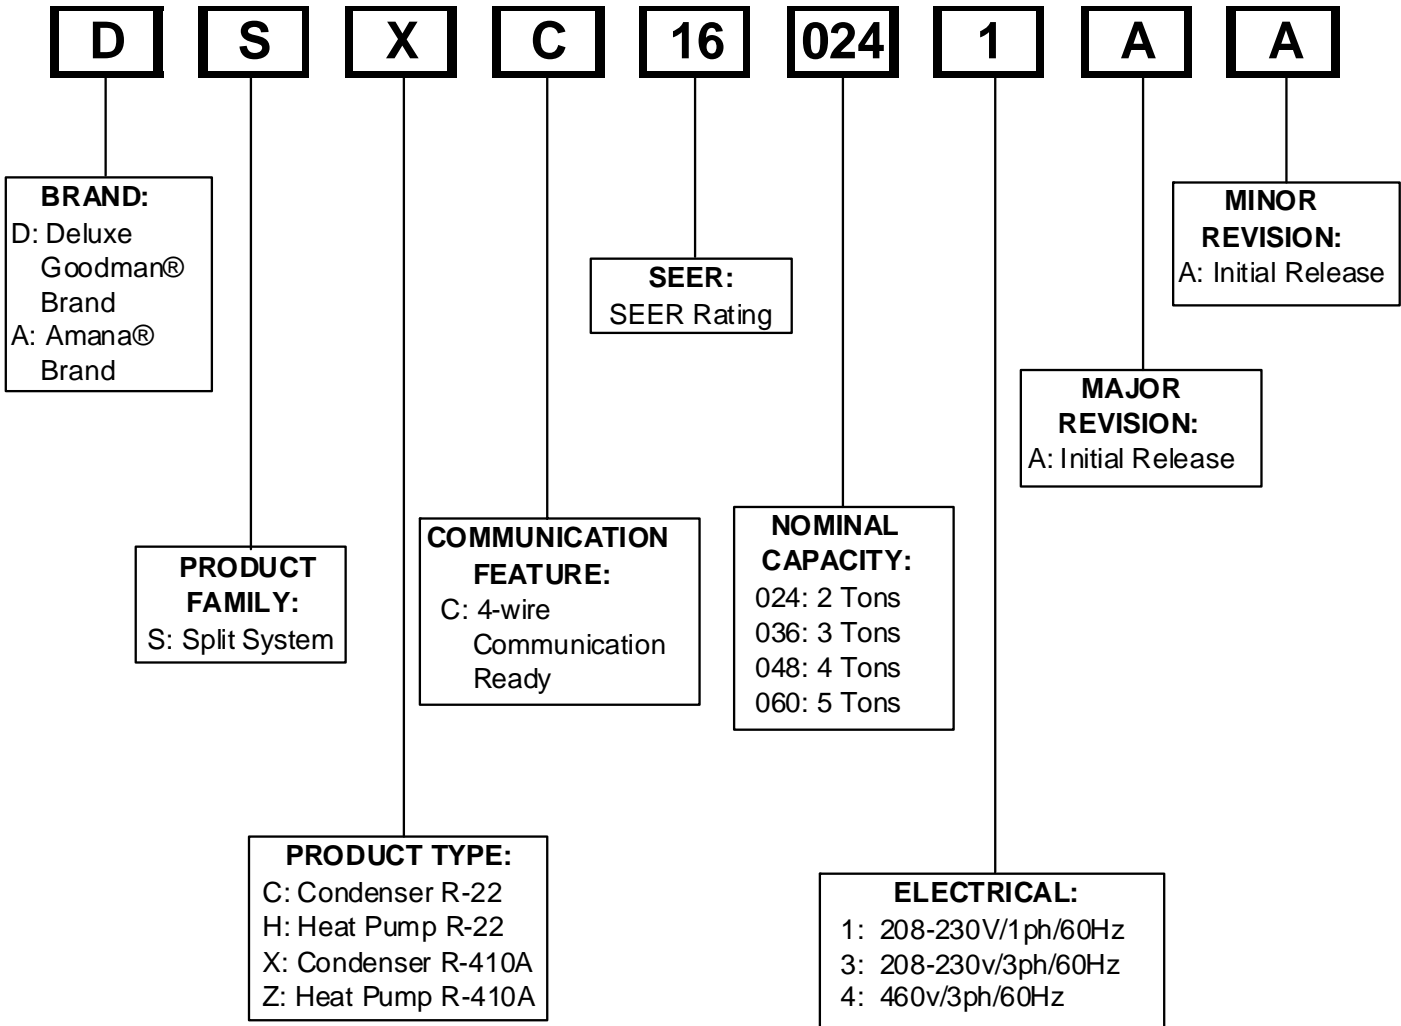 D S X C 16 024 1 A A
BRAND:
D: Deluxe
Goodman®
Brand
A: Amana®
Brand
MINOR
REVISION:
A: Initial Release
SEER:
SEER Rating
MAJOR
REVISION:
A: Initial Release
PRODUCT
FAMILY:
S: Split System
COMMUNICATION
FEATURE:
C: 4-wire
Communication
Ready
NOMINAL
CAPACITY:
024: 2 Tons
036: 3 Tons
048: 4 Tons
060: 5 Tons
PRODUCT TYPE:
C: Condenser R-22
H: Heat Pump R-22
X: Condenser R-410A
Z: Heat Pump R-410A
ELECTRICAL:
1: 208-230V/1ph/60Hz
3: 208-230v/3ph/60Hz
4: 460v/3ph/60Hz